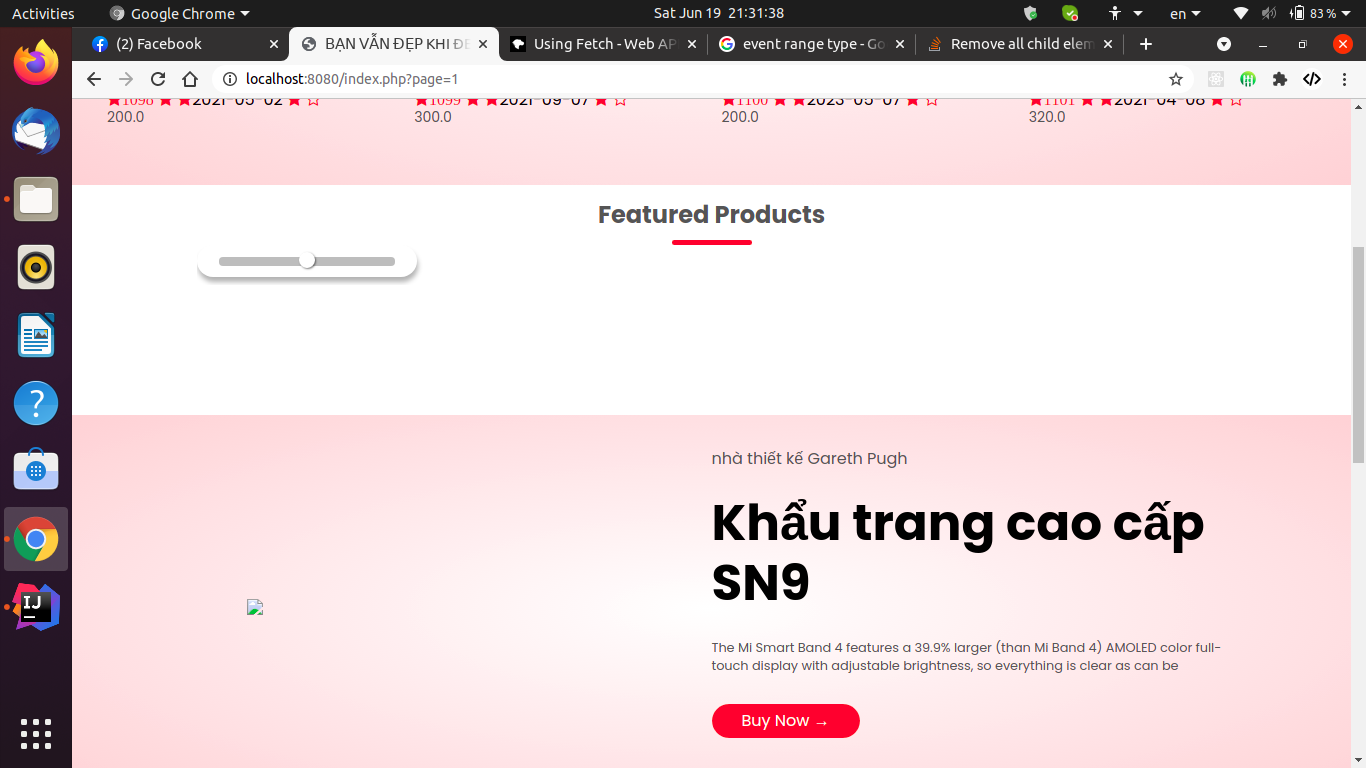 Activities Google Chrome Sat Jun 19 21:31:38 en 83 %
(2) Facebook BẠN VẪN ĐẸP KHI ĐE Using Fetch - Web AP event range type - Go Remove all child elem
localhost:8080/index.php?page=1
★1098 ★ ★2021-05-02 ★ ☆ ★1099 ★ ★2021-09-07 ★ ☆ ★1100 ★ ★2023-05-07 ★ ☆ ★1101 ★ ★2021-04-08 ★ ☆
200.0 300.0 200.0 320.0
Featured Products
nhà thiết kế Gareth Pugh
Khẩu trang cao cấp
SN9
The Mi Smart Band 4 features a 39.9% larger (than Mi Band 4) AMOLED color full-
touch display with adjustable brightness, so everything is clear as can be
Buy Now →
IJ